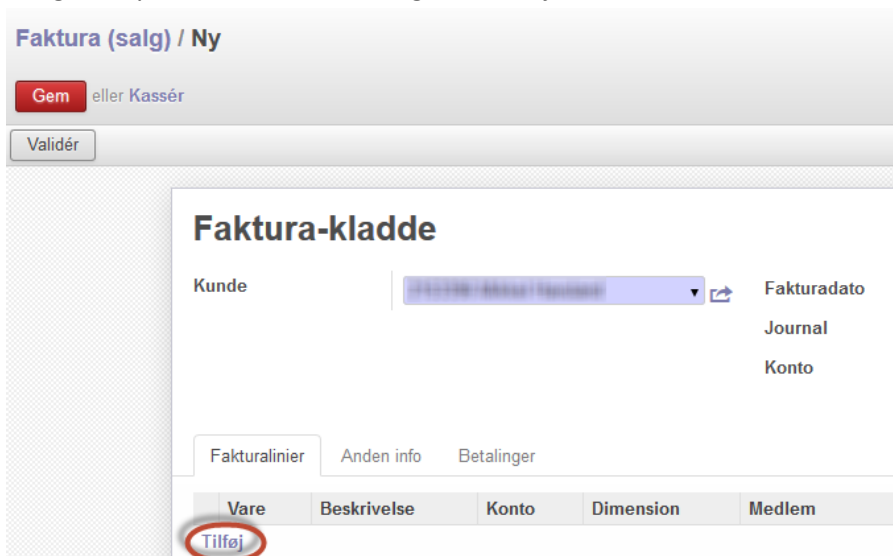 Faktura (salg) / Ny
Gem eller Kassér
Validér
Faktura-kladde
Kunde
Fakturadato
Journal
Konto
Fakturalinier Anden info Betalinger
Vare Beskrivelse Konto Dimension Medlem
Tilføj